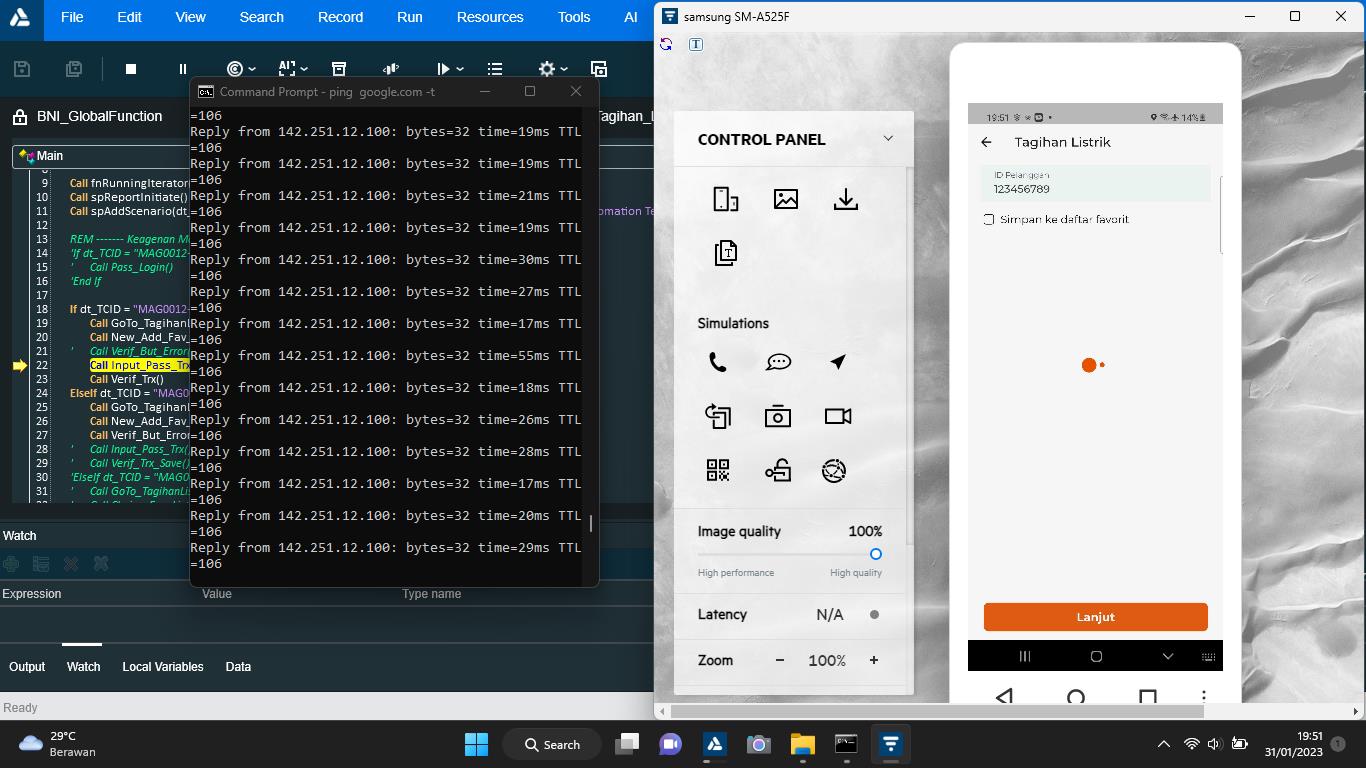 File Edit View Search Record Run Resources Tools AI
BNI_GlobalFunction
Tagihan_L
Main
9 Call fnRunningIterator
10 Call spReportInitiate()
11 Call spAddScenario(dt_
omation Te
12
13 REM ------- Keagenan M
14 'If dt_TCID = "MAG0012-
15 ' Call Pass_Login()
16 'End If
17
18 If dt_TCID = "MAG0012-
19 Call GoTo_Tagihanl
20 Call New_Add_Fav_
21 ' Call Verif_But_Error
22 Call Input_Pass_Trx
23 Call Verif_Trx()
24 ElseIf dt_TCID = "MAG0
25 Call GoTo_Tagihanl
26 Call New_Add_Fav_
27 Call Verif_But_Erro
28 ' Call Input_Pass_Trx(
29 ' Call Verif_Trx_Save(
30 'ElseIf dt_TCID = "MAG0
31 ' Call GoTo_TagihanLis
Watch
Expression Value Type name
Output Watch Local Variables Data
Ready
Command Prompt - ping google.com -t
=106
Reply from 142.251.12.100: bytes=32 time=19ms TTL
=106
Reply from 142.251.12.100: bytes=32 time=19ms TTL
=106
Reply from 142.251.12.100: bytes=32 time=21ms TTL
=106
Reply from 142.251.12.100: bytes=32 time=19ms TTL
=106
Reply from 142.251.12.100: bytes=32 time=30ms TTL
=106
Reply from 142.251.12.100: bytes=32 time=27ms TTL
=106
Reply from 142.251.12.100: bytes=32 time=17ms TTL
=106
Reply from 142.251.12.100: bytes=32 time=55ms TTL
=106
Reply from 142.251.12.100: bytes=32 time=18ms TTL
=106
Reply from 142.251.12.100: bytes=32 time=26ms TTL
=106
Reply from 142.251.12.100: bytes=32 time=28ms TTL
=106
Reply from 142.251.12.100: bytes=32 time=17ms TTL
=106
Reply from 142.251.12.100: bytes=32 time=20ms TTL
=106
Reply from 142.251.12.100: bytes=32 time=29ms TTL
=106
samsung SM-A525F
CONTROL PANEL
Simulations
Image quality 100%
High performance High quality
Latency N/A
Zoom - 100% +
19:51 14%
Tagihan Listrik
ID Pelanggan
123456789
Simpan ke daftar favorit
Lanjut
29°C
Berawan
Search
19:51
31/01/2023
1